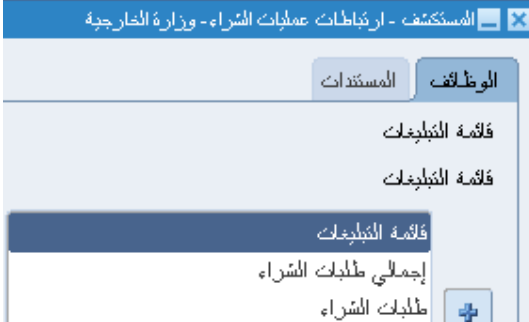 المستكشف - ارتباطات عمليات الشراء - وزارة الخارجية
الوظائف المستندات
قائمة التبليغات
قائمة التبليغات
قائمة التبليغات
إجمالي طلبات الشراء
طلبات الشراء